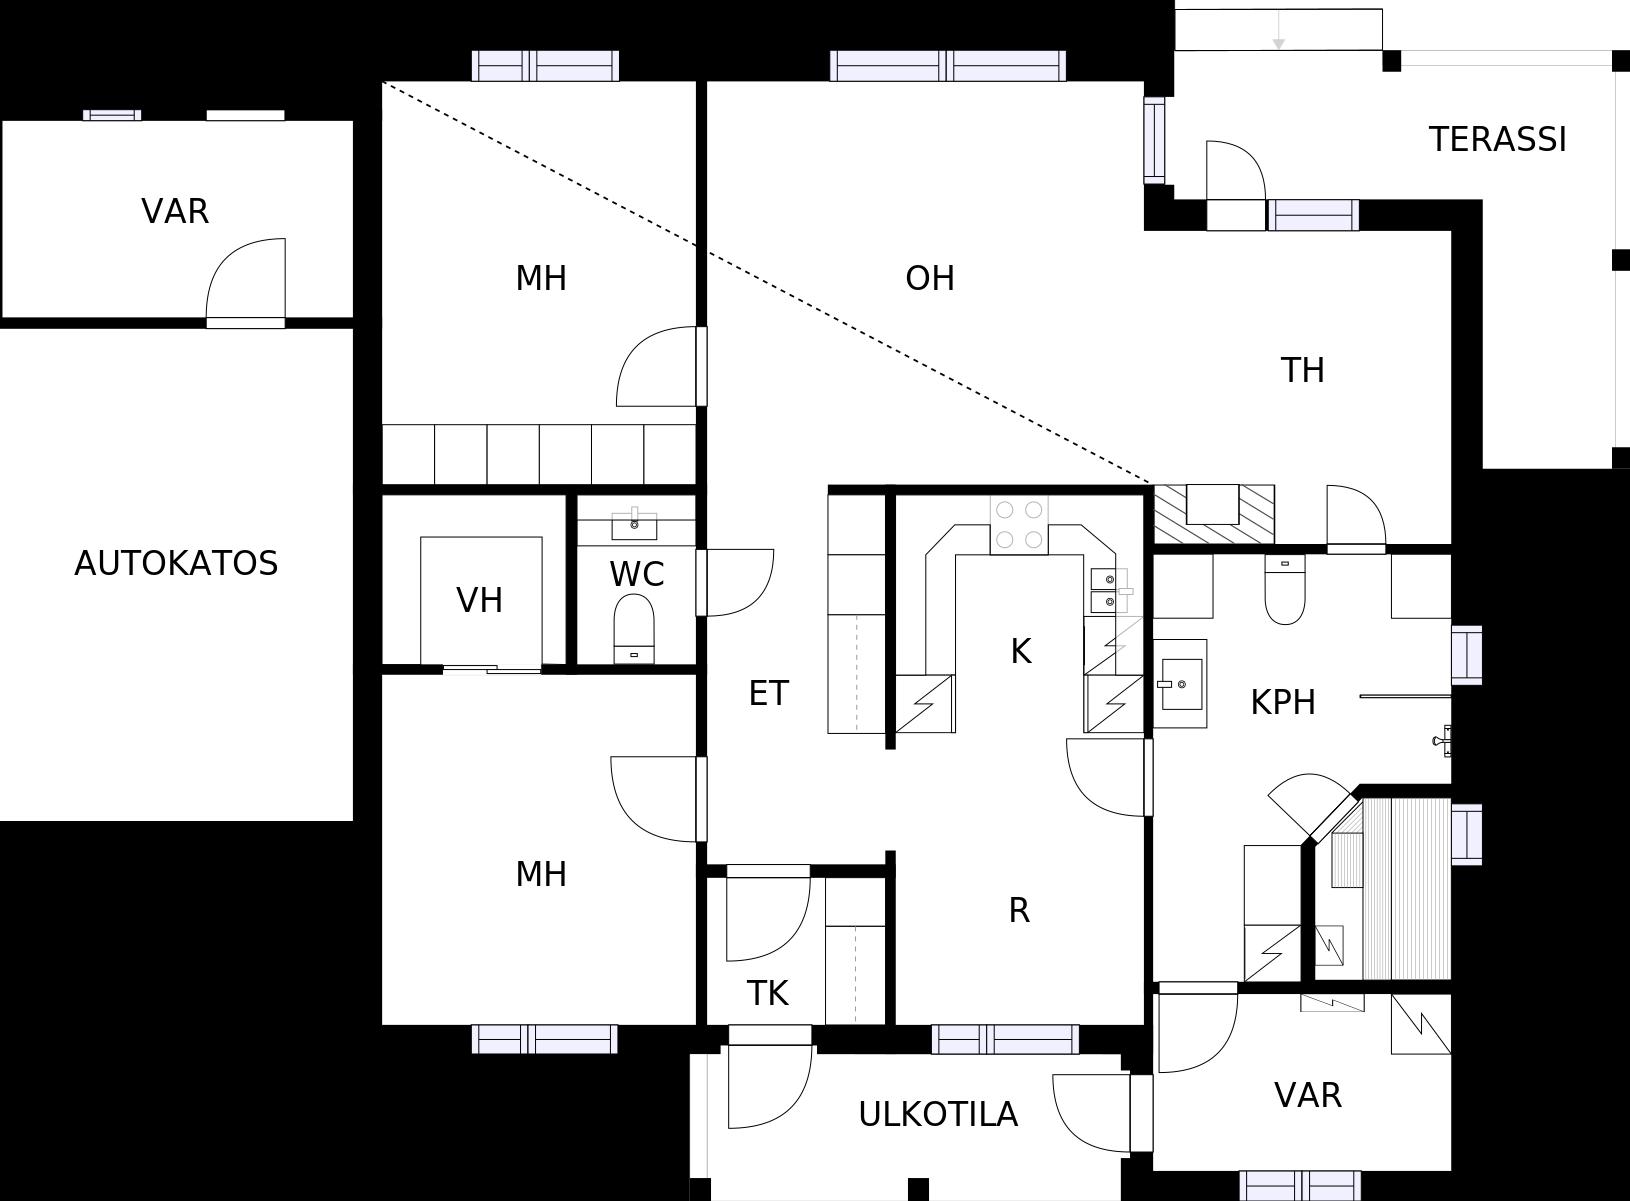 TERASSI
VAR
MH
OH
TH
AUTOKATOS
VH
WC
K
ET
KPH
MH
R
TK
VAR
ULKOTILA